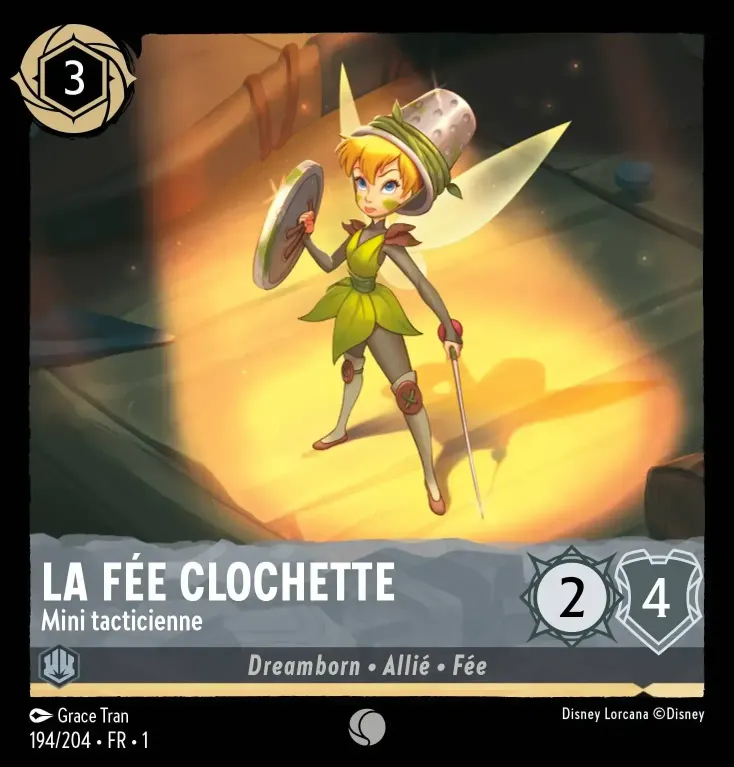 3
LA FÉE CLOCHETTE
Mini tacticienne
2
4
Dreamborn • Allié • Fée
Grace Tran
Disney Lorcana ©Disney
194/204 • FR • 1